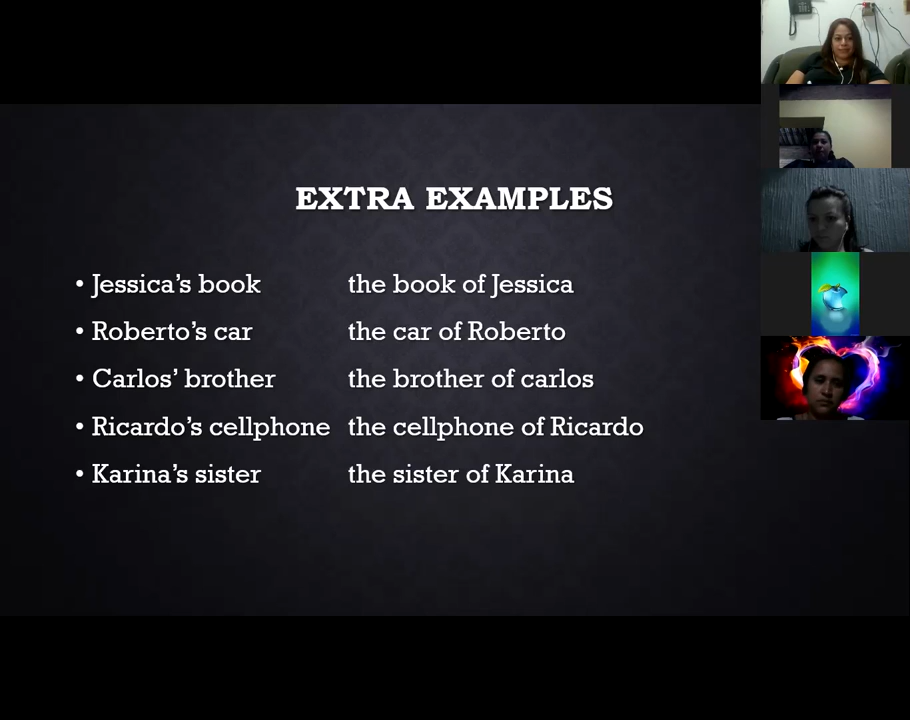 EXTRA EXAMPLES
• Jessica’s book the book of Jessica
• Roberto’s car the car of Roberto
• Carlos’ brother the brother of carlos
• Ricardo’s cellphone the cellphone of Ricardo
• Karina’s sister the sister of Karina